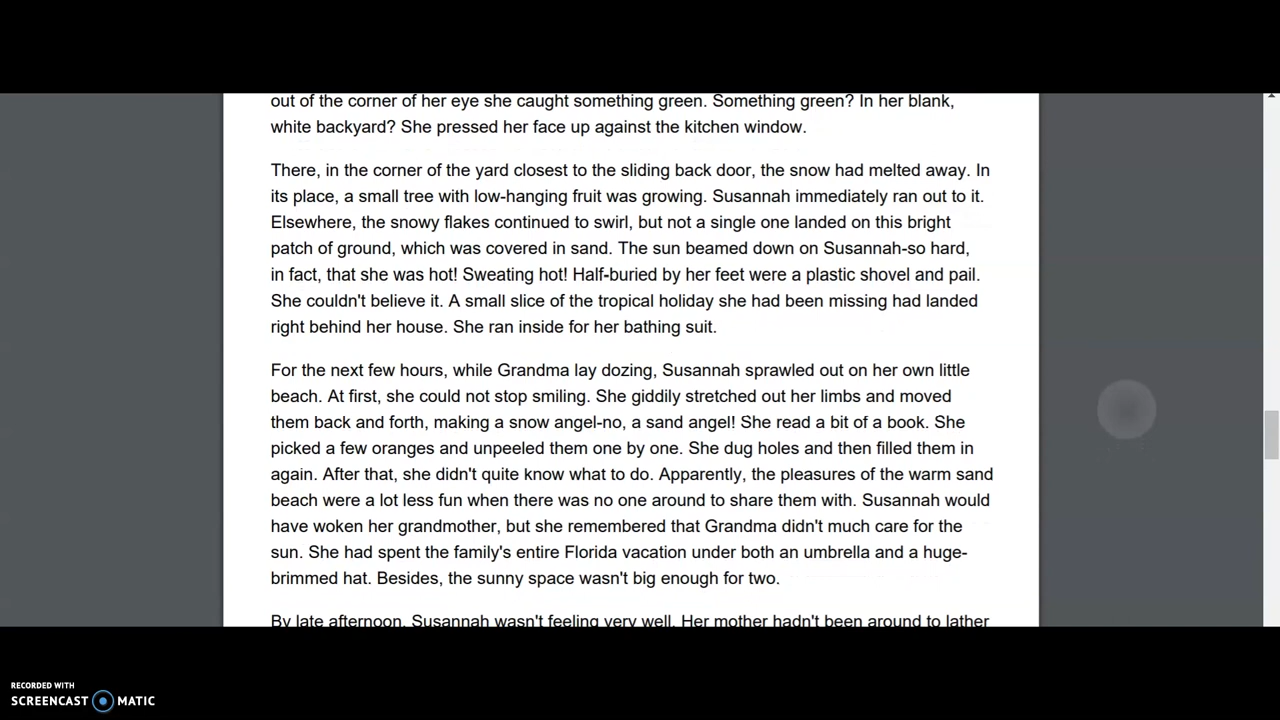 out of the corner of her eye she caught something green. Something green? In her blank,
white backyard? She pressed her face up against the kitchen window.
There, in the corner of the yard closest to the sliding back door, the snow had melted away. In
its place, a small tree with low-hanging fruit was growing. Susannah immediately ran out to it.
Elsewhere, the snowy flakes continued to swirl, but not a single one landed on this bright
patch of ground, which was covered in sand. The sun beamed down on Susannah-so hard,
in fact, that she was hot! Sweating hot! Half-buried by her feet were a plastic shovel and pail.
She couldn't believe it. A small slice of the tropical holiday she had been missing had landed
right behind her house. She ran inside for her bathing suit.
For the next few hours, while Grandma lay dozing, Susannah sprawled out on her own little
beach. At first, she could not stop smiling. She giddily stretched out her limbs and moved
them back and forth, making a snow angel-no, a sand angel! She read a bit of a book. She
picked a few oranges and unpeeled them one by one. She dug holes and then filled them in
again. After that, she didn't quite know what to do. Apparently, the pleasures of the warm sand
beach were a lot less fun when there was no one around to share them with. Susannah would
have woken her grandmother, but she remembered that Grandma didn't much care for the
sun. She had spent the family's entire Florida vacation under both an umbrella and a huge-
brimmed hat. Besides, the sunny space wasn't big enough for two.
By late afternoon, Susannah wasn't feeling very well. Her mother hadn't been around to lather
RECORDED WITH
SCREENCAST MATIC